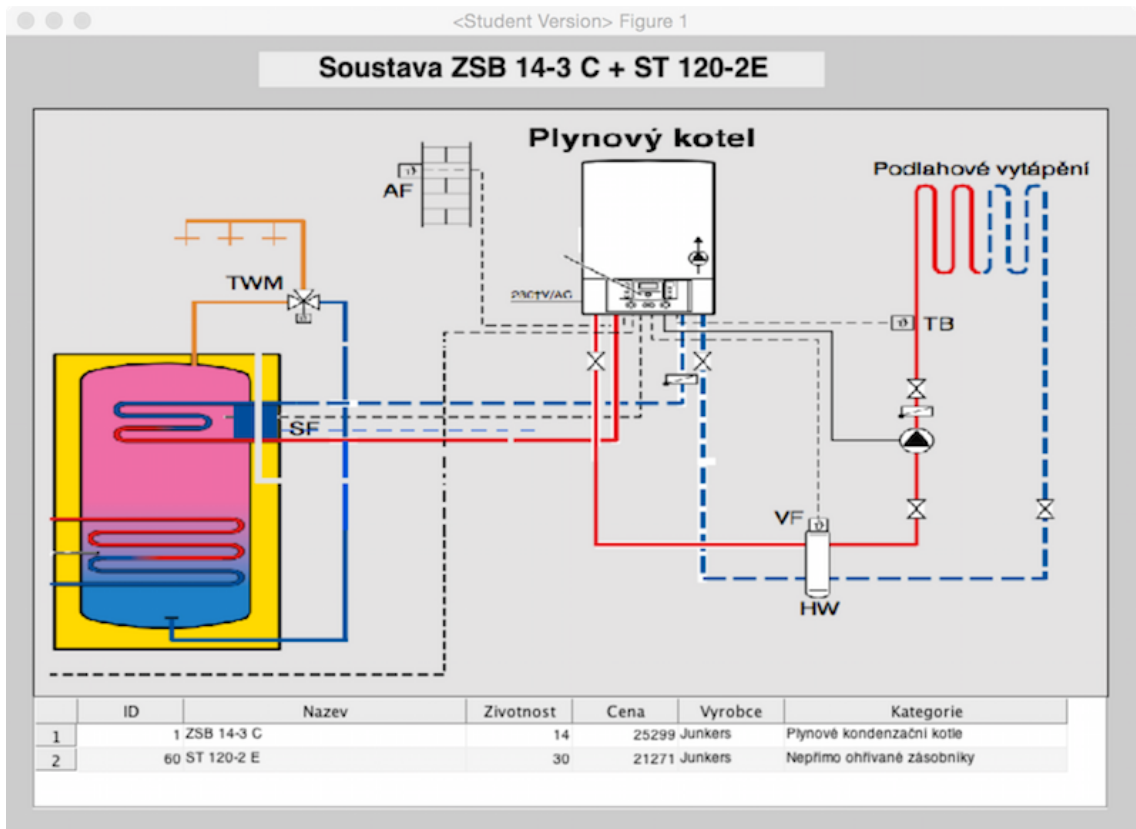 <Student Version> Figure 1
Soustava ZSB 14-3 C + ST 120-2E
Plynový kotel
Podlahové vytápění
AF
TWM
230 V/AC
TB
SF
VF
HW
ID Nazev Zivotnost Cena Vyrobce Kategorie
1 1 ZSB 14-3 C 14 25299 Junkers Plynové kondenzační kotle
2 60 ST 120-2 E 30 21271 Junkers Nepřímo ohřívané zásobníky